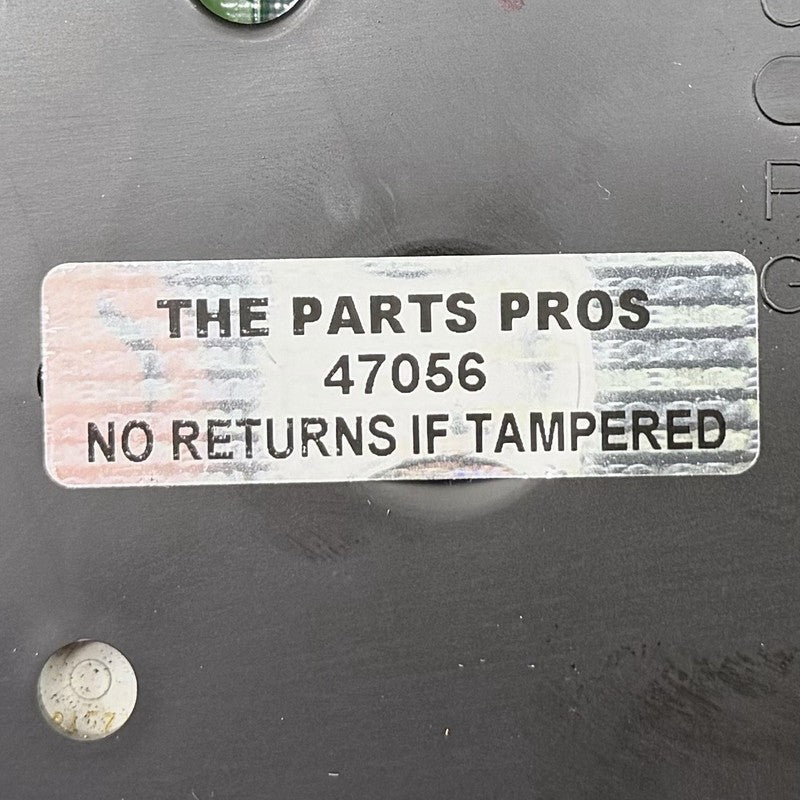 THE PARTS PROS
47056
NO RETURNS IF TAMPERED